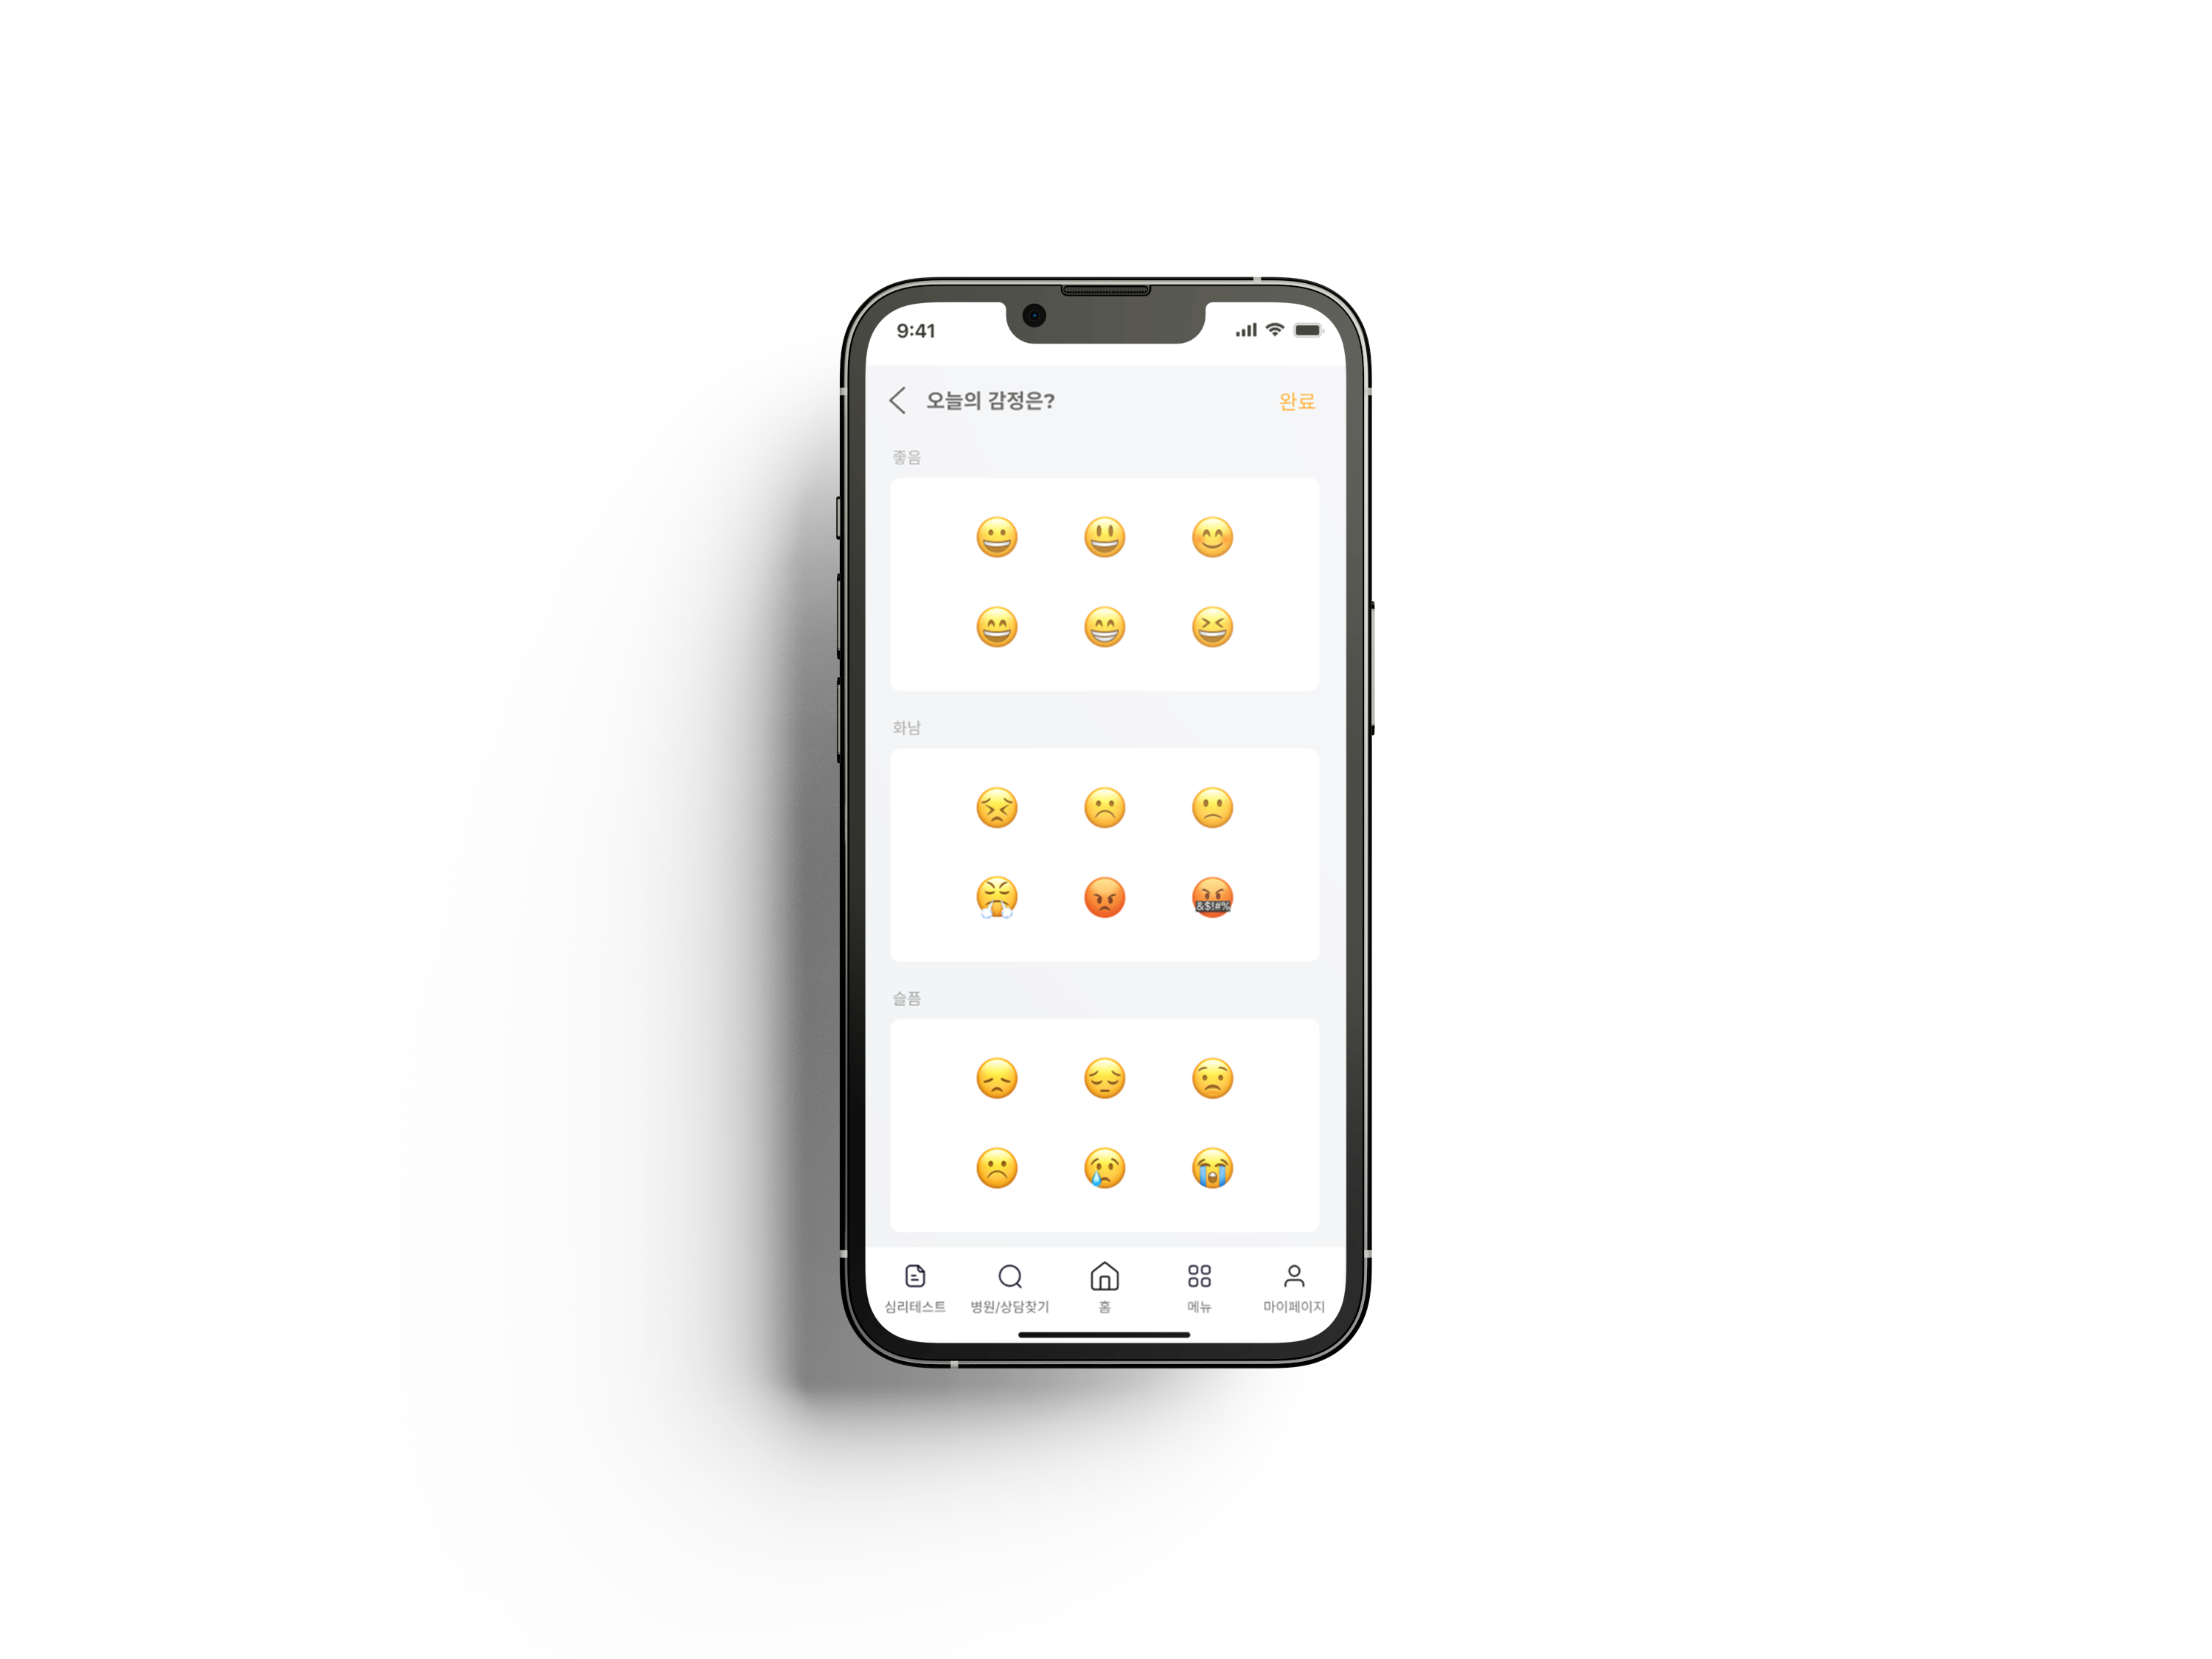 9:41
오늘의 감정은?
완료
좋음
화남
&$!#%
슬픔
심리테스트
병원/상담찾기
홈
메뉴
마이페이지